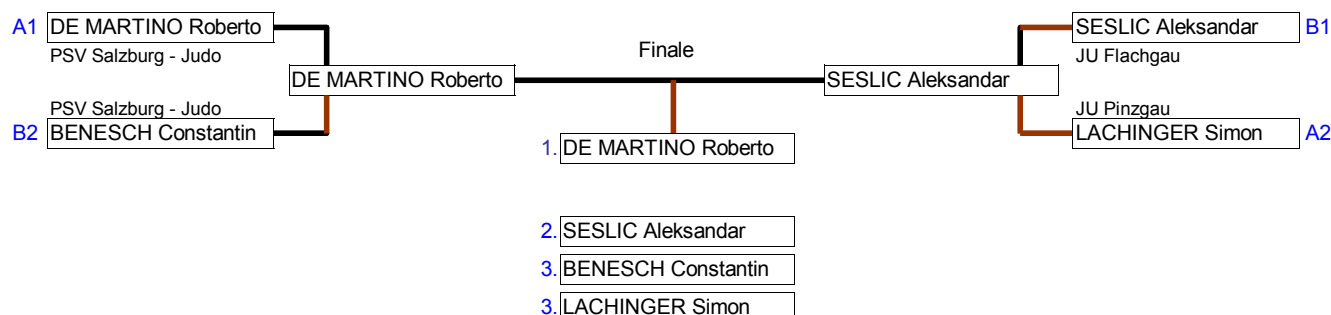 A1 DE MARTINO Roberto
PSV Salzburg - Judo
DE MARTINO Roberto
PSV Salzburg - Judo
B2 BENESCH Constantin
Finale
SESLIC Aleksandar B1
JU Flachgau
SESLIC Aleksandar
JU Pinzgau
LACHINGER Simon A2
1. DE MARTINO Roberto
2. SESLIC Aleksandar
3. BENESCH Constantin
3. LACHINGER Simon